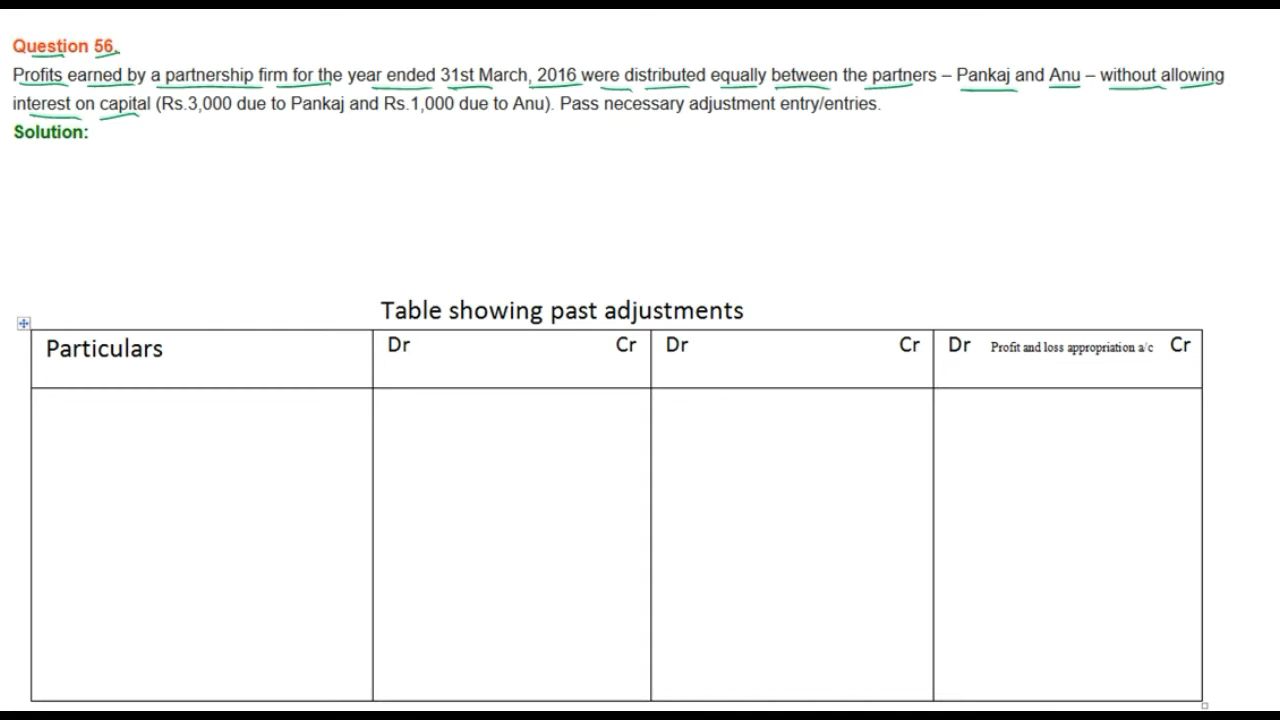 Question 56.
Profits earned by a partnership firm for the year ended 31st March, 2016 were distributed equally between the partners – Pankaj and Anu – without allowing
interest on capital (Rs.3,000 due to Pankaj and Rs.1,000 due to Anu). Pass necessary adjustment entry/entries.
Solution:
Table showing past adjustments
Particulars Dr Cr Dr Cr Dr Profit and loss appropriation a/c Cr